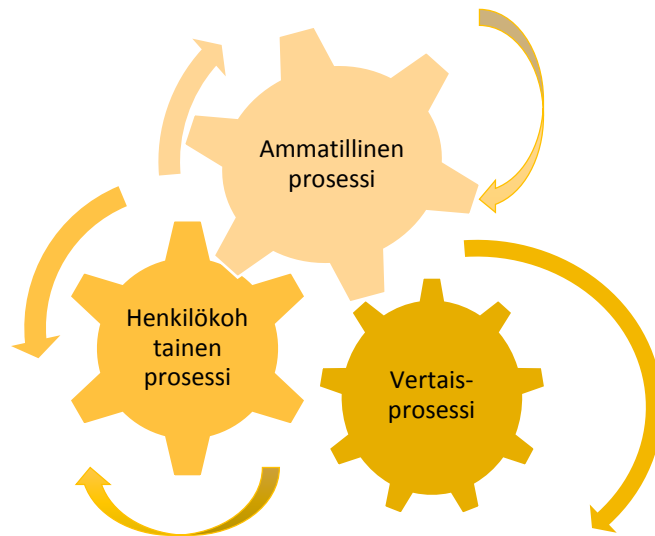 Ammatillinen
prosessi
Henkilökoh
tainen
prosessi
Vertais-
prosessi